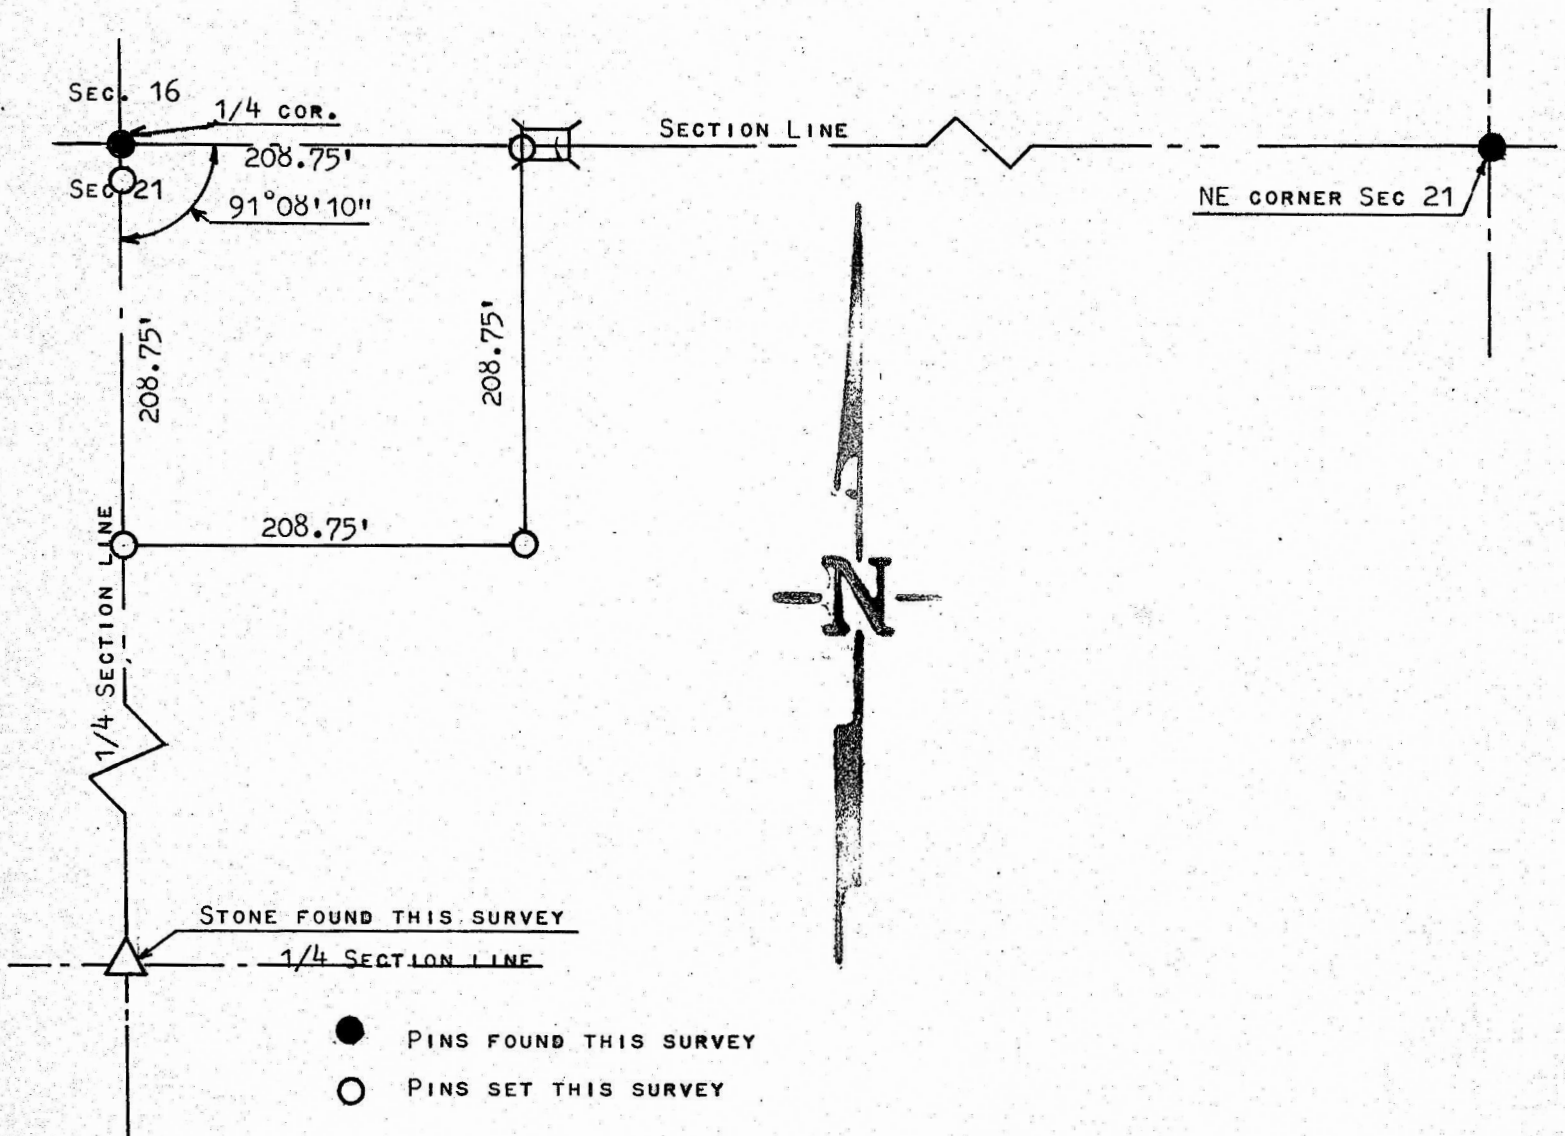 Sec. 16
1/4 cor.
Section Line
208.75'
Sec 21
91°08'10"
NE corner Sec 21
208.75'
208.75'
208.75'
1/4 Section Line
N
Stone found this survey
1/4 Section Line
Pins found this survey
Pins set this survey